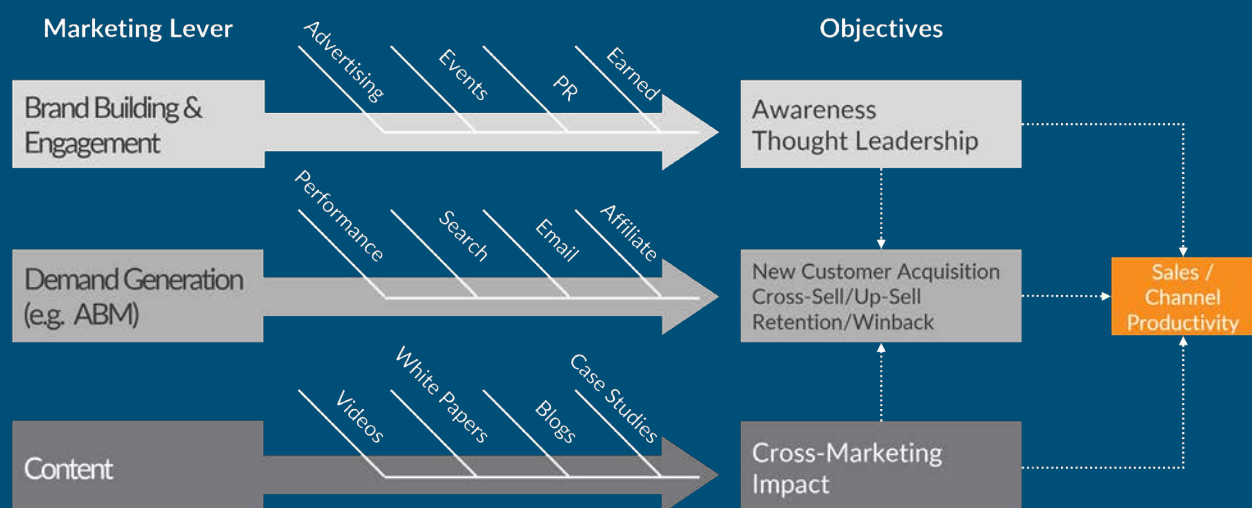 Marketing Lever
Objectives
Advertising
Events
PR
Earned
Brand Building &
Engagement
Awareness
Thought Leadership
Performance
Search
Email
Affiliate
Demand Generation
(e.g. ABM)
New Customer Acquisition
Cross-Sell/Up-Sell
Retention/Winback
Sales /
Channel
Productivity
Videos
White Papers
Blogs
Case Studies
Content
Cross-Marketing
Impact